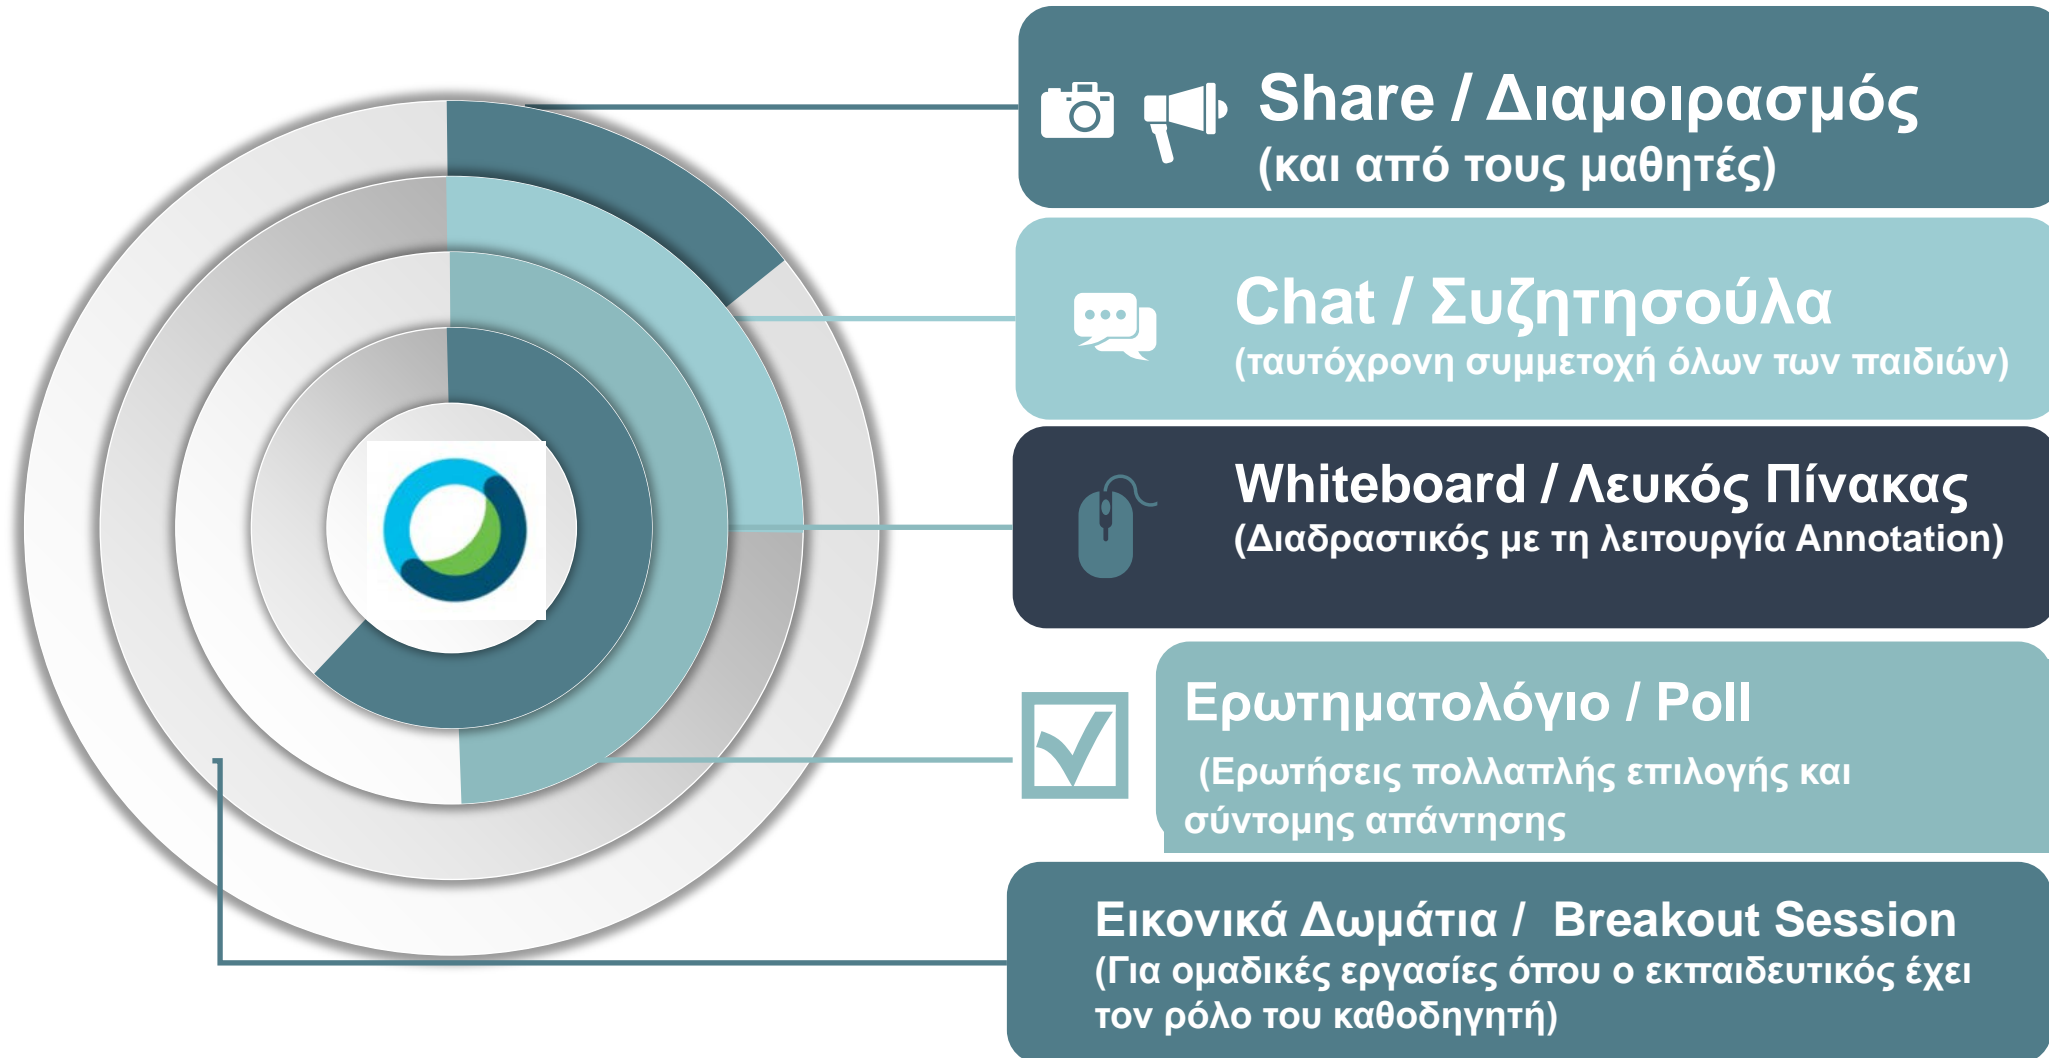 Share / Διαμοιρασμός
(και από τους μαθητές)
Chat / Συζητησούλα
(ταυτόχρονη συμμετοχή όλων των παιδιών)
Whiteboard / Λευκός Πίνακας
(Διαδραστικός με τη λειτουργία Annotation)
Ερωτηματολόγιο / Poll
(Ερωτήσεις πολλαπλής επιλογής και
σύντομης απάντησης
Εικονικά Δωμάτια / Breakout Session
(Για ομαδικές εργασίες όπου ο εκπαιδευτικός έχει
τον ρόλο του καθοδηγητή)